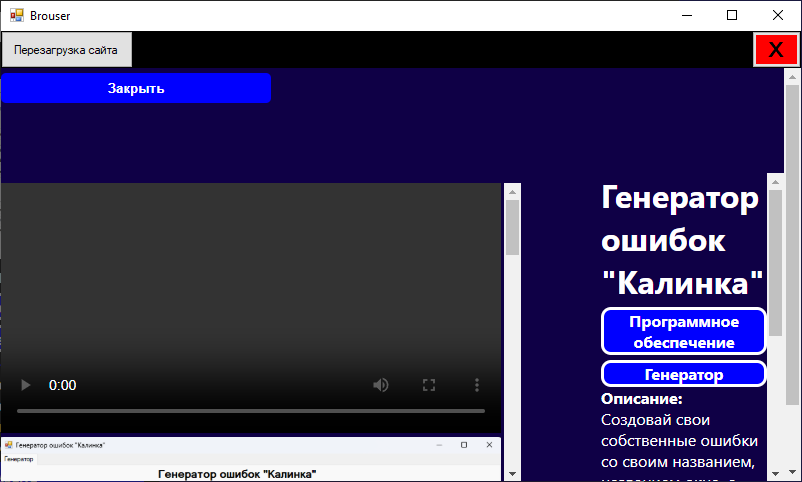 Brouser
Перезагрузка сайта
X
Закрыть
0:00
Генератор ошибок "Калинка"
Генератор
Генератор ошибок "Калинка"
Генератор
ошибок
"Калинка"
Программное
обеспечение
Генератор
Описание:
Создовай свои
собственные ошибки
со своим названием,